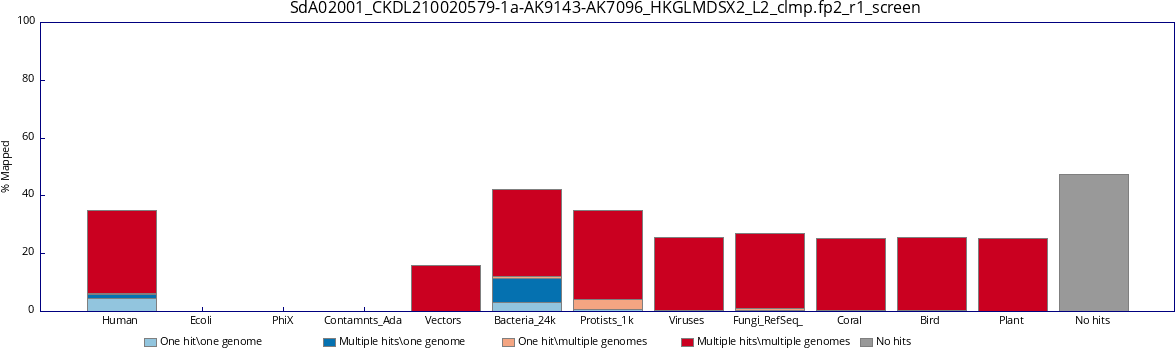 SdA02001_CKDL210020579-1a-AK9143-AK7096_HKGLMDSX2_L2_clmp.fp2_r1_screen
100
80
60
40
20
0
% Mapped
Human Ecoli PhiX Contamnts_Ada Vectors Bacteria_24k Protists_1k Viruses Fungi_RefSeq_ Coral Bird Plant No hits
One hit\one genome Multiple hits\one genome One hit\multiple genomes Multiple hits\multiple genomes No hits